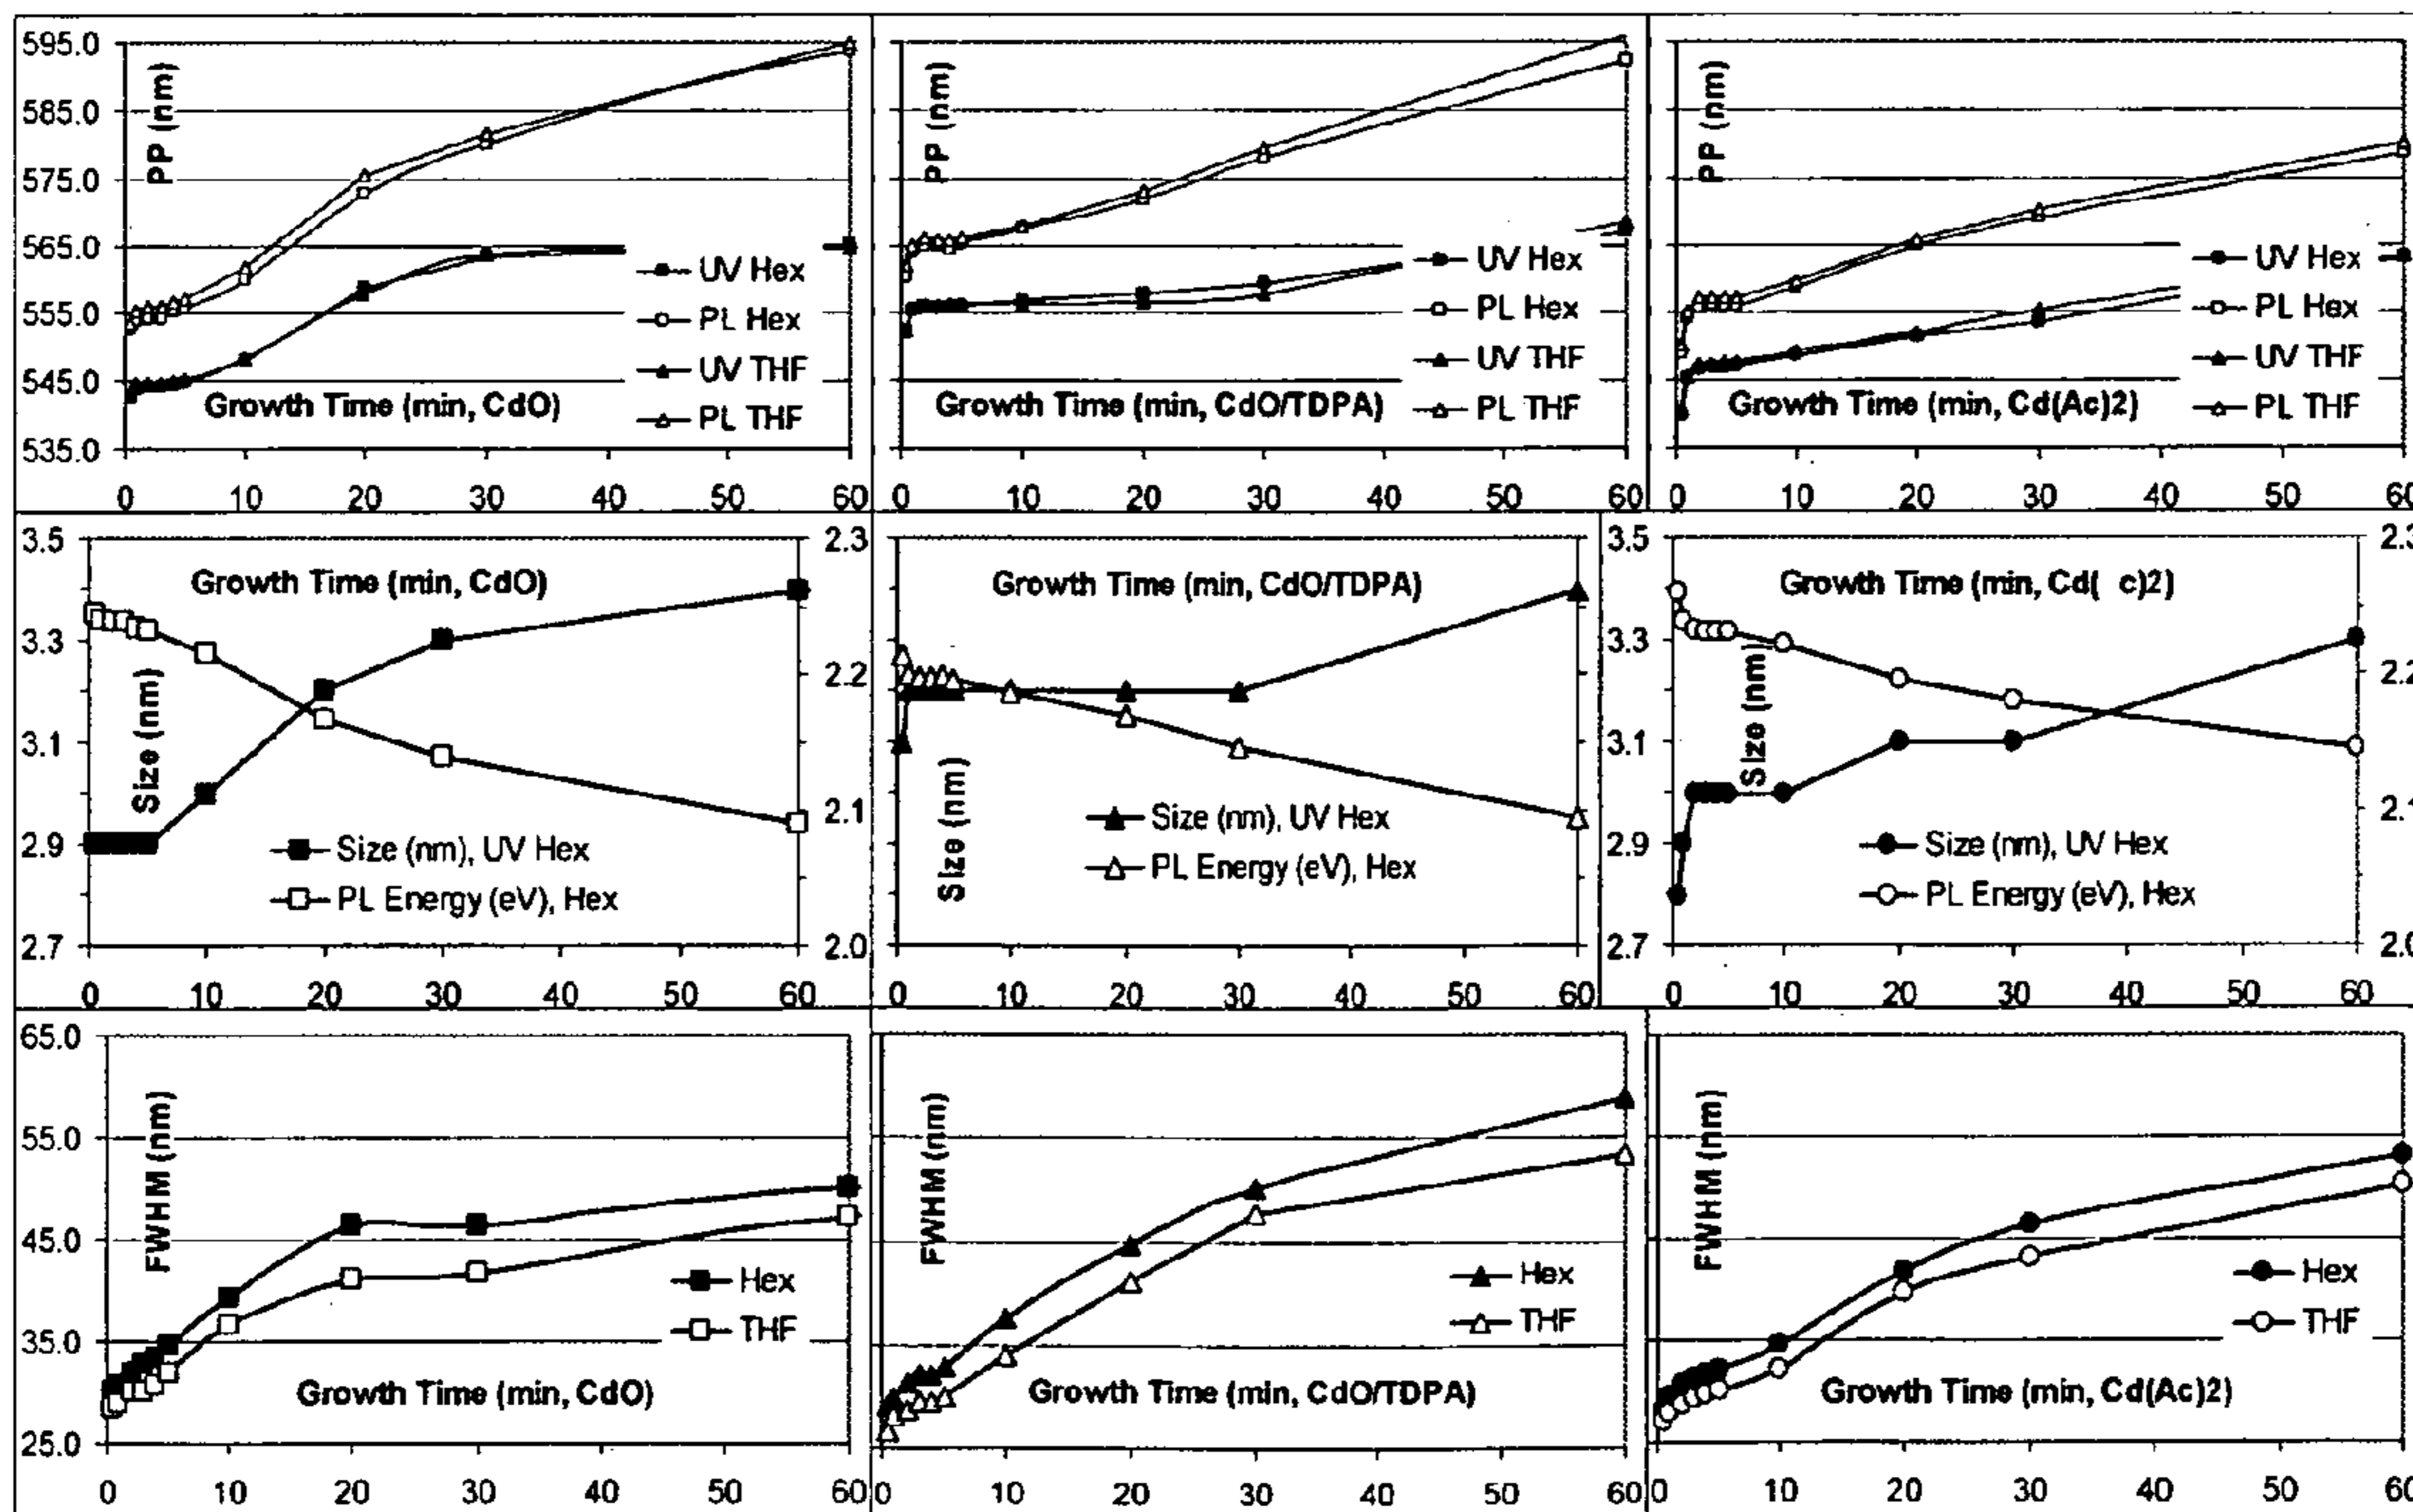 595.0
585.0
575.0
565.0
555.0
545.0
535.0
PP (nm)
UV Hex
PL Hex
UV THF
PL THF
Growth Time (min, CdO)
0 10 20 30 40 50 60
PP (nm)
UV Hex
PL Hex
UV THF
PL THF
Growth Time (min, CdO/TDPA)
0 10 20 30 40 50 60
PP (nm)
UV Hex
PL Hex
UV THF
PL THF
Growth Time (min, Cd(Ac)2)
0 10 20 30 40 50 60
3.5
3.3
3.1
2.9
2.7
Growth Time (min, CdO)
Size (nm)
Size (nm), UV Hex
PL Energy (eV), Hex
0 10 20 30 40 50 60
2.3
2.2
2.1
2.0
Growth Time (min, CdO/TDPA)
Size (nm)
Size (nm), UV Hex
PL Energy (eV), Hex
0 10 20 30 40 50 60
3.5
3.3
3.1
2.9
2.7
Growth Time (min, Cd( c)2)
Size (nm)
Size (nm), UV Hex
PL Energy (eV), Hex
0 10 20 30 40 50 60
2.3
2.2
2.1
2.0
65.0
55.0
45.0
35.0
25.0
FWHM (nm)
Hex
THF
Growth Time (min, CdO)
0 10 20 30 40 50 60
FWHM (nm)
Hex
THF
Growth Time (min, CdO/TDPA)
0 10 20 30 40 50 60
FWHM (nm)
Hex
THF
Growth Time (min, Cd(Ac)2)
0 10 20 30 40 50 60